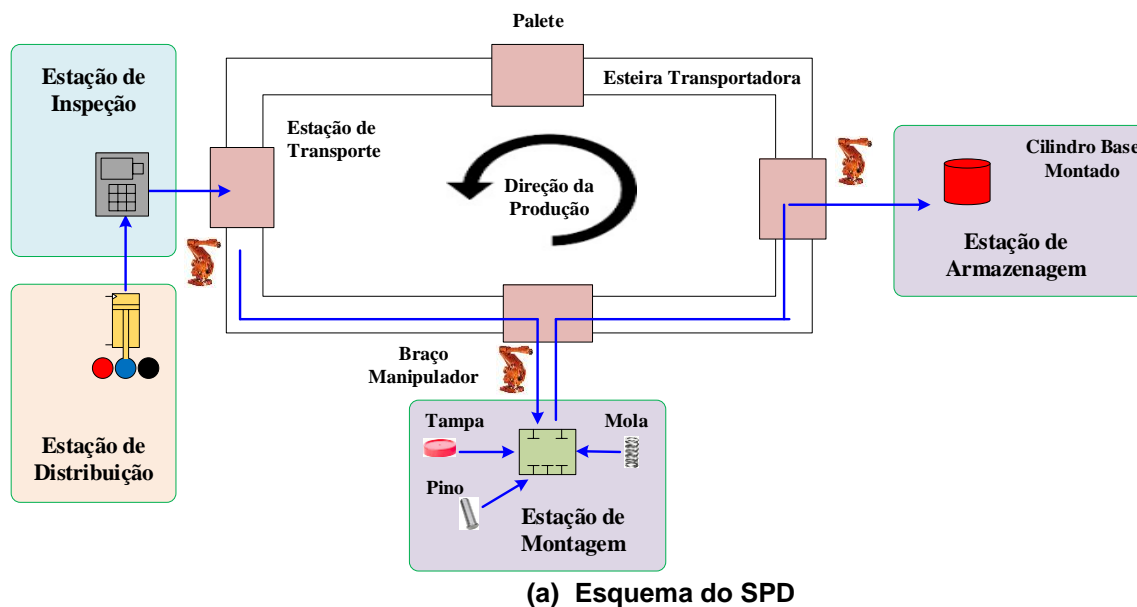 Palete
Estação de
Inspeção
Esteira Transportadora
Estação de
Transporte
Direção da
Produção
Cilindro Base
Montado
Estação de
Armazenagem
Braço
Manipulador
Estação de
Distribuição
Tampa
Mola
Pino
Estação de
Montagem
(a) Esquema do SPD